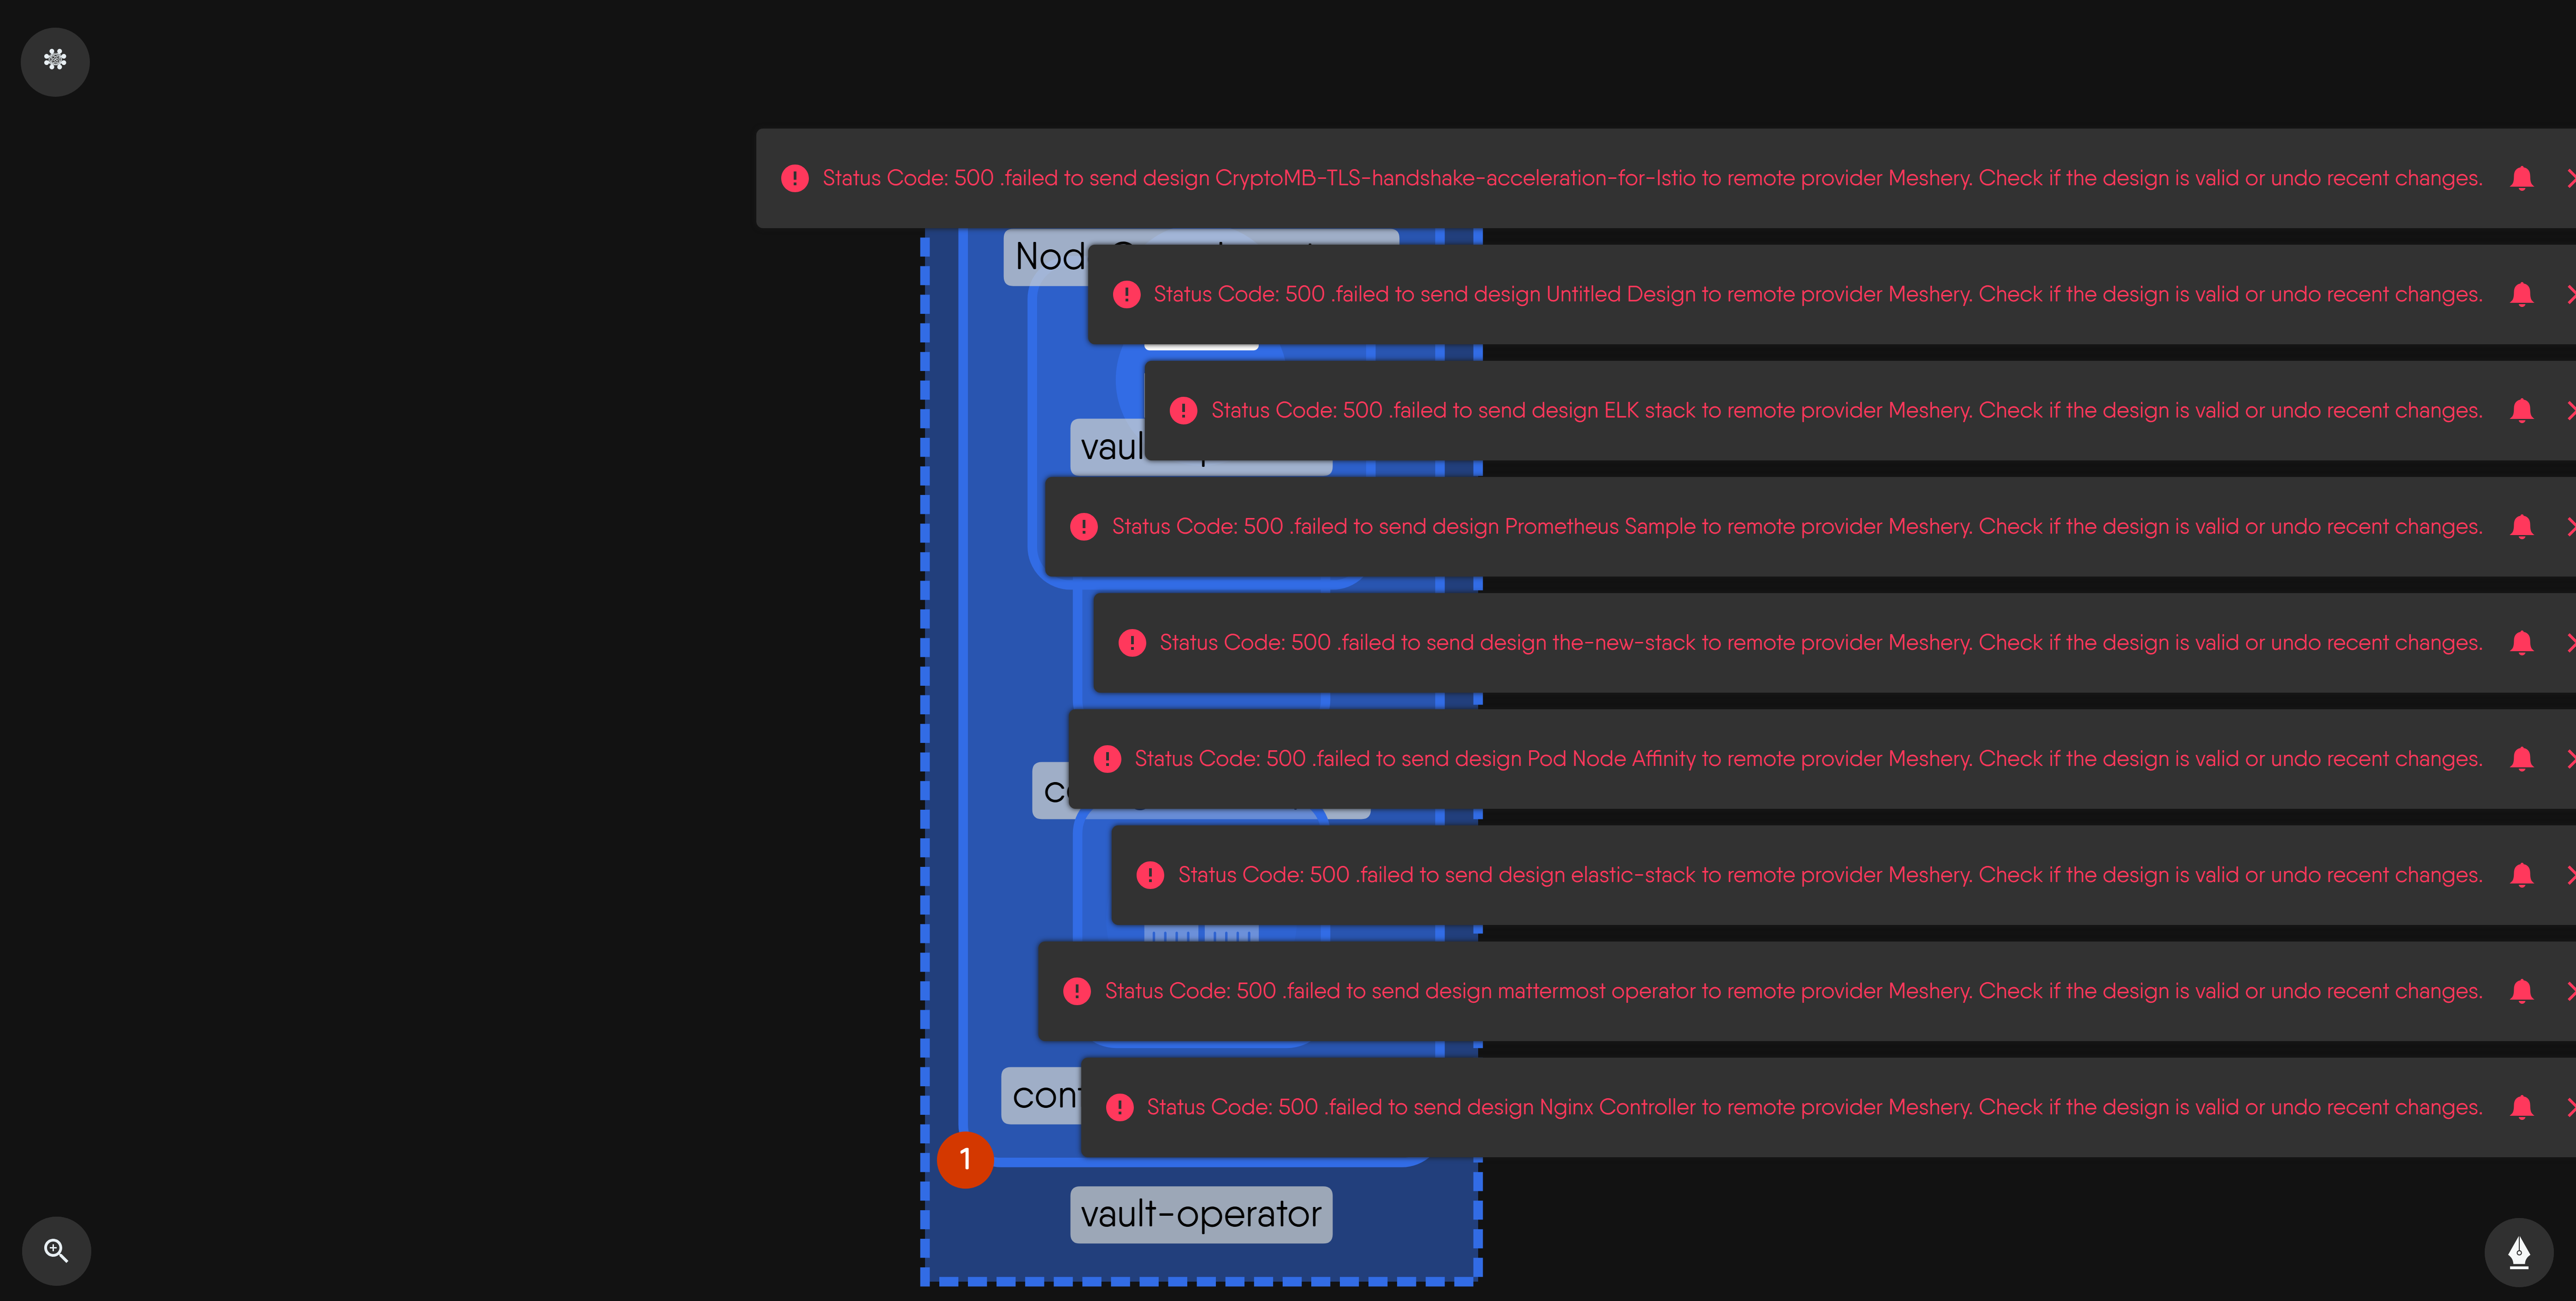 Status Code: 500 .failed to send design CryptoMB-TLS-handshake-acceleration-for-Istio to remote provider Meshery. Check if the design is valid or undo recent changes.
Status Code: 500 .failed to send design Untitled Design to remote provider Meshery. Check if the design is valid or undo recent changes.
Status Code: 500 .failed to send design ELK stack to remote provider Meshery. Check if the design is valid or undo recent changes.
Status Code: 500 .failed to send design Prometheus Sample to remote provider Meshery. Check if the design is valid or undo recent changes.
Status Code: 500 .failed to send design the-new-stack to remote provider Meshery. Check if the design is valid or undo recent changes.
Status Code: 500 .failed to send design Pod Node Affinity to remote provider Meshery. Check if the design is valid or undo recent changes.
Status Code: 500 .failed to send design elastic-stack to remote provider Meshery. Check if the design is valid or undo recent changes.
Status Code: 500 .failed to send design mattermost operator to remote provider Meshery. Check if the design is valid or undo recent changes.
Status Code: 500 .failed to send design Nginx Controller to remote provider Meshery. Check if the design is valid or undo recent changes.
1
vault-operator